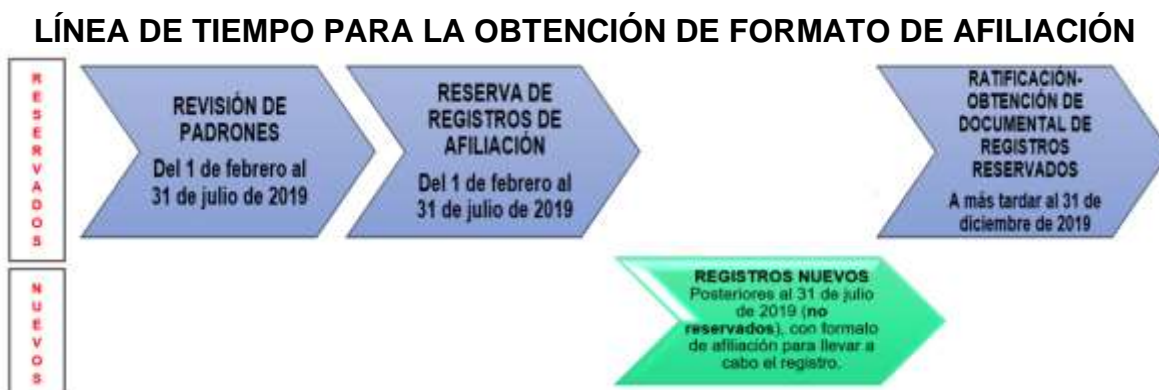 LÍNEA DE TIEMPO PARA LA OBTENCIÓN DE FORMATO DE AFILIACIÓN
RESERVADOS
REVISIÓN DE
PADRONES
Del 1 de febrero al
31 de julio de 2019
RESERVA DE
REGISTROS DE
AFILIACIÓN
Del 1 de febrero al
31 de julio de 2019
RATIFICACIÓN-
OBTENCIÓN DE
DOCUMENTAL DE
REGISTROS
RESERVADOS
A más tardar al 31 de
diciembre de 2019
NUEVOS
REGISTROS NUEVOS
Posteriores al 31 de julio
de 2019 (no
reservados), con formato
de afiliación para llevar a
cabo el registro.